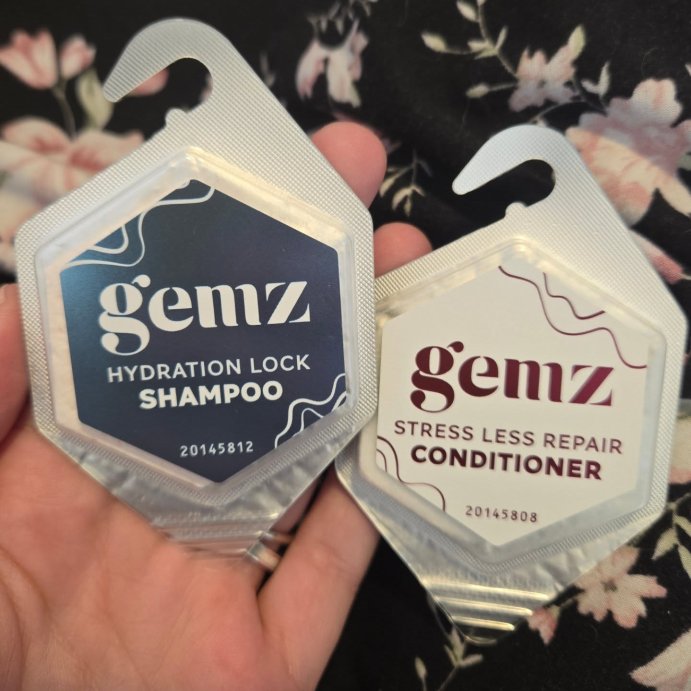 gemz
HYDRATION LOCK
SHAMPOO
20145812
gemz
STRESS LESS REPAIR
CONDITIONER
20145808